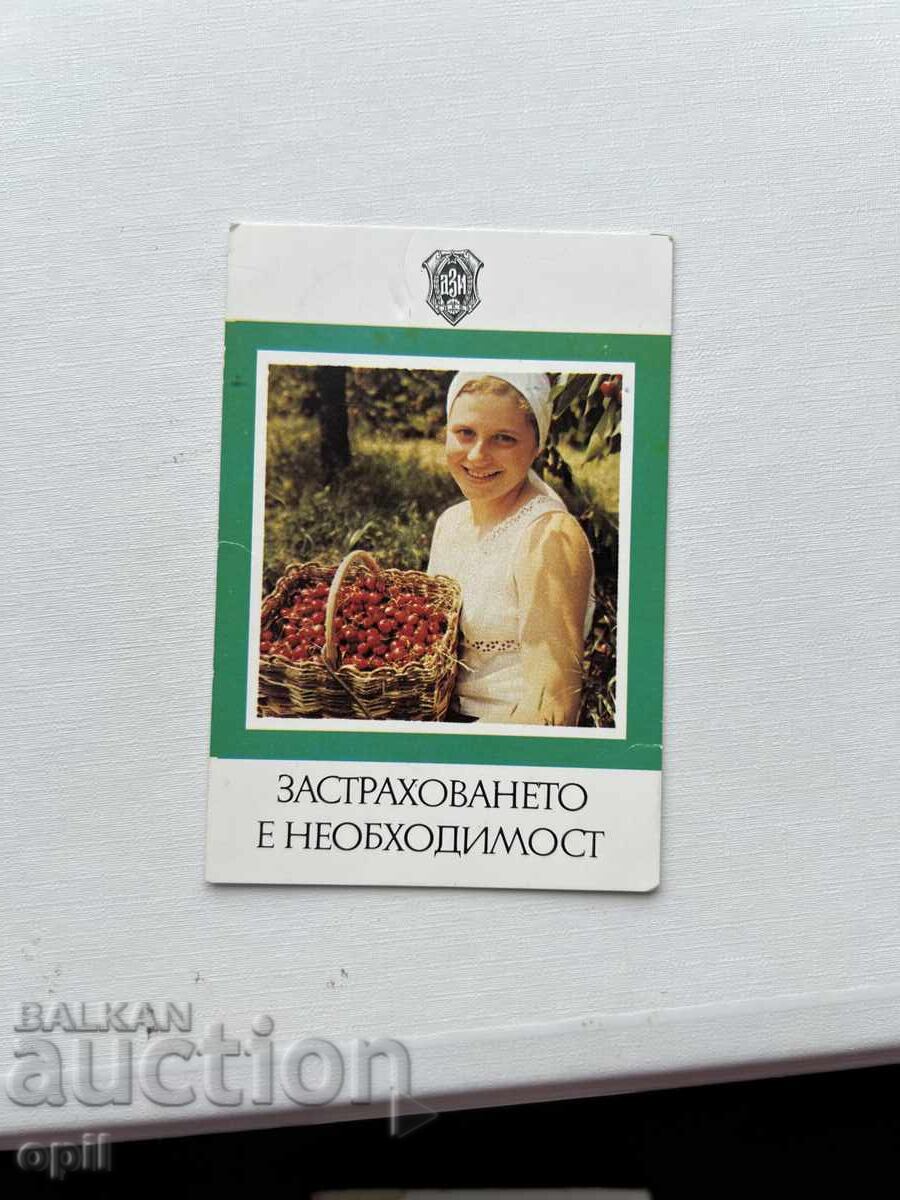 ДЗИ
ЗАСТРАХОВАНЕТО
Е НЕОБХОДИМОСТ
BALKAN
auction
opil